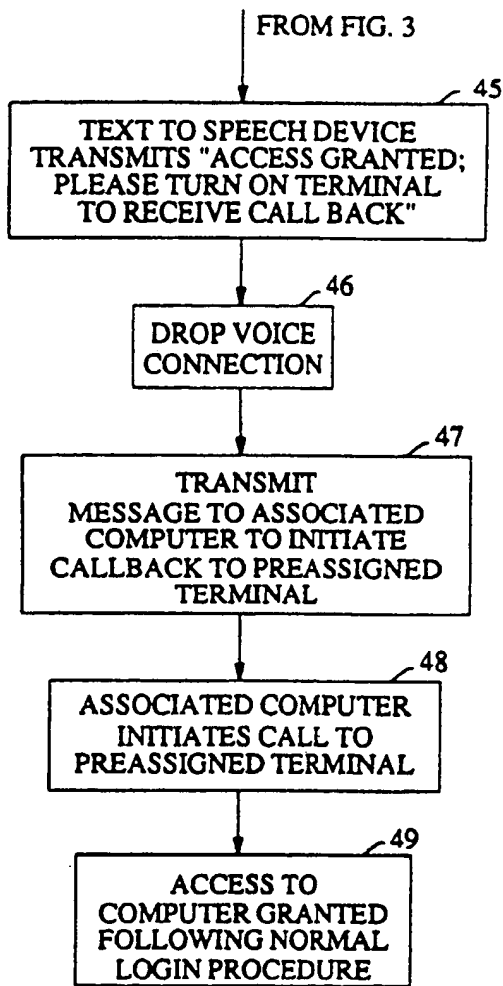 FROM FIG. 3
45
TEXT TO SPEECH DEVICE
TRANSMITS "ACCESS GRANTED;
PLEASE TURN ON TERMINAL
TO RECEIVE CALL BACK"
46
DROP VOICE
CONNECTION
47
TRANSMIT
MESSAGE TO ASSOCIATED
COMPUTER TO INITIATE
CALLBACK TO PREASSIGNED
TERMINAL
48
ASSOCIATED COMPUTER
INITIATES CALL TO
PREASSIGNED TERMINAL
49
ACCESS TO
COMPUTER GRANTED
FOLLOWING NORMAL
LOGIN PROCEDURE